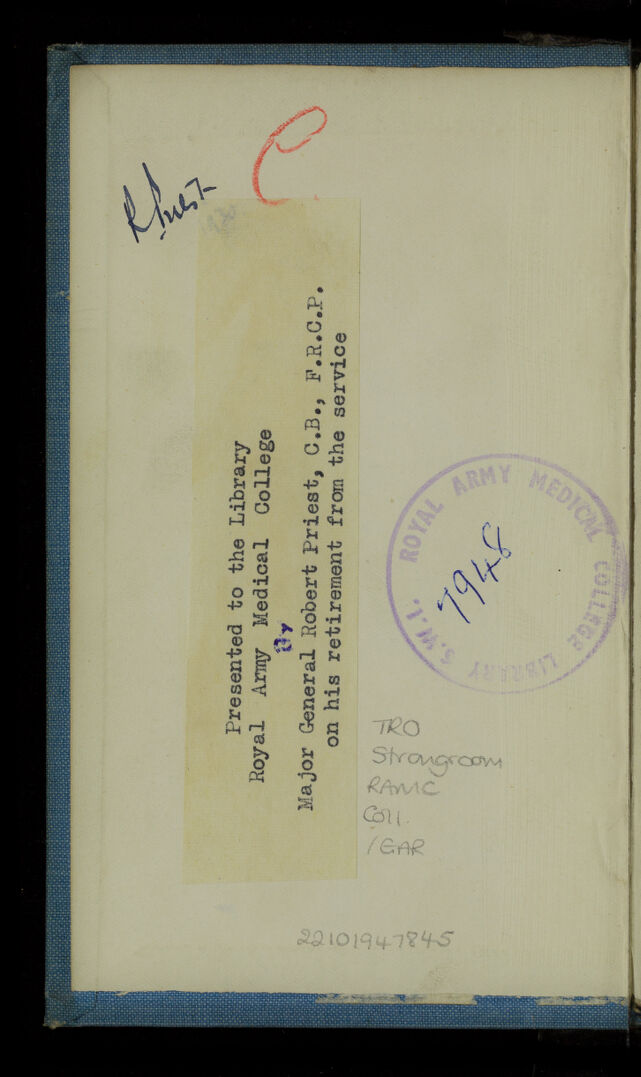 R Priest
Presented to the Library
Royal Army Medical College
By
Major General Robert Priest, C.B., F.R.C.P.
on his retirement from the service
ROYAL ARMY MEDICAL COLLEGE LIBRARY S.W.1.
7948
TRO
Strongroom
RAMC
Coll.
/GAR
22101947845